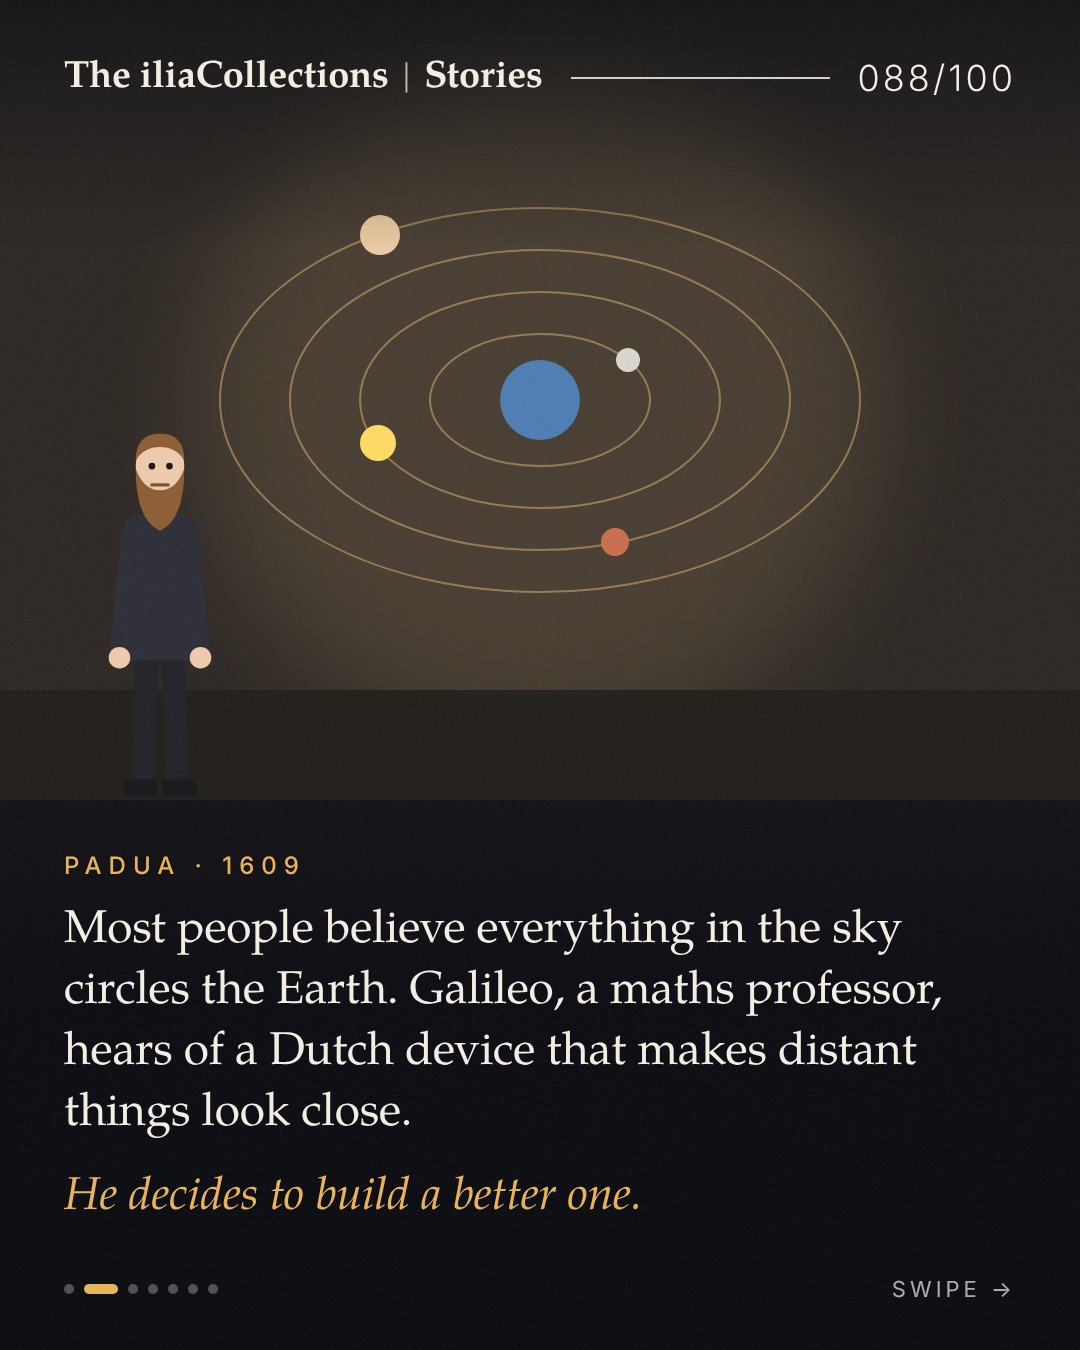 The iliaCollections | Stories 088/100
PADUA · 1609
Most people believe everything in the sky
circles the Earth. Galileo, a maths professor,
hears of a Dutch device that makes distant
things look close.
He decides to build a better one.
SWIPE →